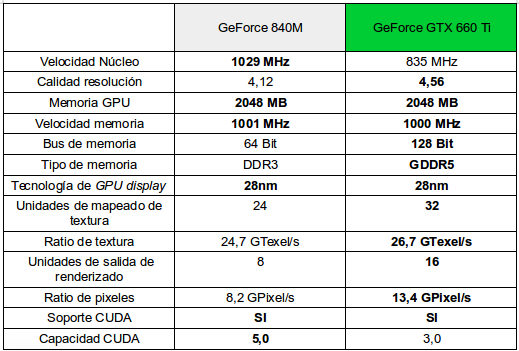 GeForce 840M GeForce GTX 660 Ti
Velocidad Núcleo 1029 MHz 835 MHz
Calidad resolución 4,12 4,56
Memoria GPU 2048 MB 2048 MB
Velocidad memoria 1001 MHz 1000 MHz
Bus de memoria 64 Bit 128 Bit
Tipo de memoria DDR3 GDDR5
Tecnología de GPU display 28nm 28nm
Unidades de mapeado de
textura 24 32
Ratio de textura 24,7 GTexel/s 26,7 GTexel/s
Unidades de salida de
renderizado 8 16
Ratio de pixeles 8,2 GPixel/s 13,4 GPixel/s
Soporte CUDA SI SI
Capacidad CUDA 5,0 3,0